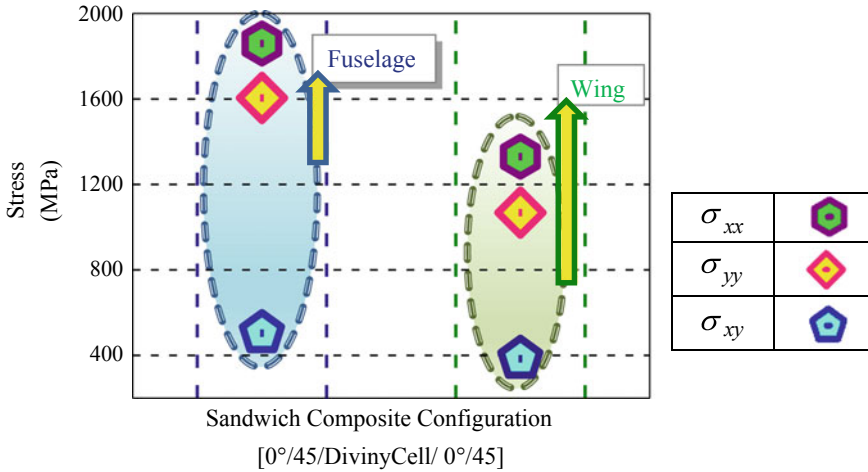 2000
1600
1200
800
400
Stress
(MPa)
Fuselage
Wing
σxx
σyy
σxy
Sandwich Composite Configuration
[0°/45/DivinyCell/ 0°/45]